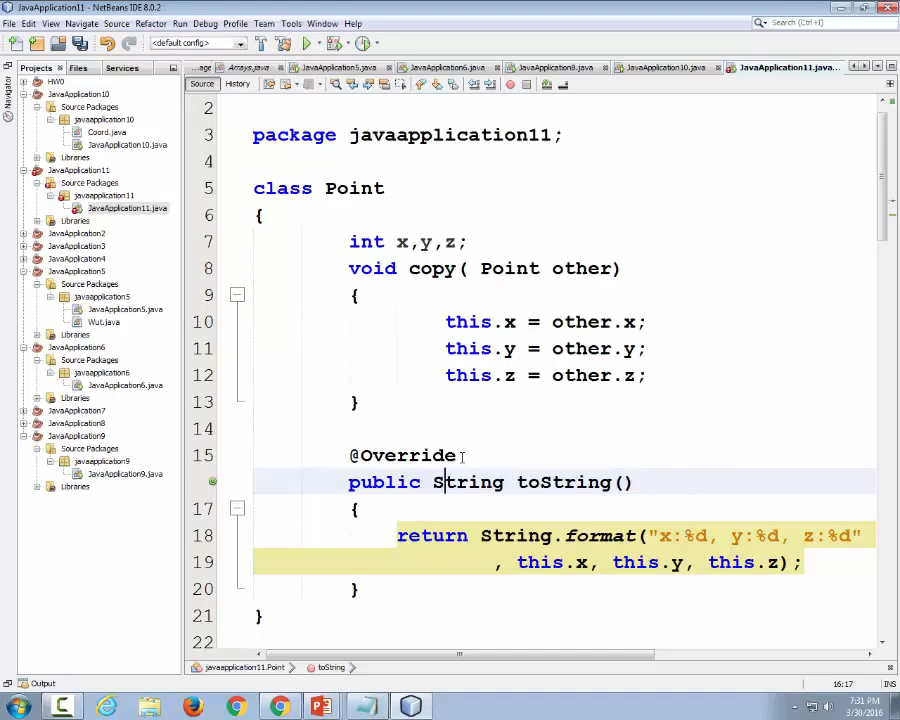 JavaApplication11 - NetBeans IDE 8.0.2
File Edit View Navigate Source Refactor Run Debug Profile Team Tools Window Help
<default config> Search (Ctrl+I)
Projects Files Services
...age Arrays.java JavaApplication5.java JavaApplication6.java JavaApplication8.java JavaApplication10.java JavaApplication11.java...
Navigator
Source History
HW0
JavaApplication10
Source Packages
javaapplication10
Coord.java
JavaApplication10.java
Libraries
JavaApplication11
Source Packages
javaapplication11
JavaApplication11.java
Libraries
JavaApplication2
JavaApplication3
JavaApplication4
JavaApplication5
Source Packages
javaapplication5
JavaApplication5.java
Wut.java
Libraries
JavaApplication6
Source Packages
javaapplication6
JavaApplication6.java
Libraries
JavaApplication7
JavaApplication8
JavaApplication9
Source Packages
javaapplication9
JavaApplication9.java
Libraries
2
3 package javaapplication11;
4
5 class Point
6 {
7 int x,y,z;
8 void copy( Point other)
9 {
10 this.x = other.x;
11 this.y = other.y;
12 this.z = other.z;
13 }
14
15 @Override
public String toString()
17 {
18 return String.format("x:%d, y:%d, z:%d"
19 , this.x, this.y, this.z);
20 }
21 }
22
javaapplication11.Point toString
Output
16:17 INS
7:31 PM
3/30/2016